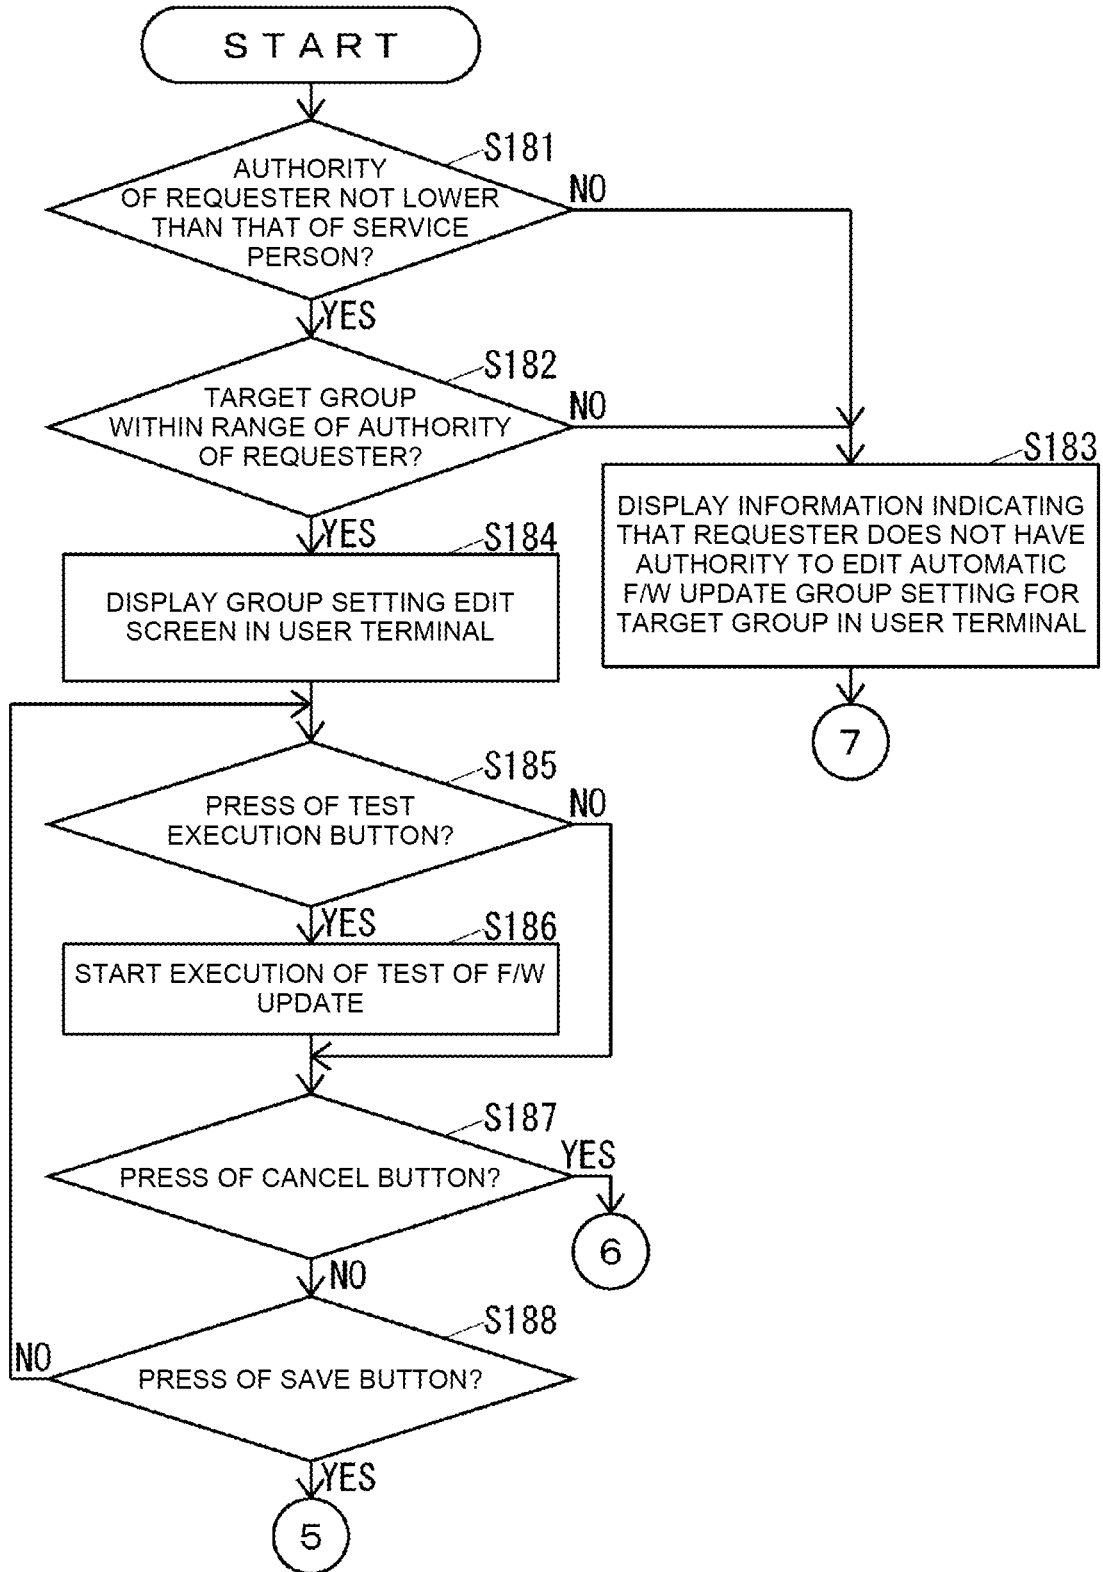 START
S181
AUTHORITY
OF REQUESTER NOT LOWER
THAN THAT OF SERVICE
PERSON?
NO
YES
S182
TARGET GROUP
WITHIN RANGE OF AUTHORITY
OF REQUESTER?
NO
YES
S183
DISPLAY INFORMATION INDICATING
THAT REQUESTER DOES NOT HAVE
AUTHORITY TO EDIT AUTOMATIC
F/W UPDATE GROUP SETTING FOR
TARGET GROUP IN USER TERMINAL
7
S184
DISPLAY GROUP SETTING EDIT
SCREEN IN USER TERMINAL
S185
PRESS OF TEST
EXECUTION BUTTON?
NO
YES
S186
START EXECUTION OF TEST OF F/W
UPDATE
S187
PRESS OF CANCEL BUTTON?
YES
6
NO
S188
PRESS OF SAVE BUTTON?
NO
YES
5